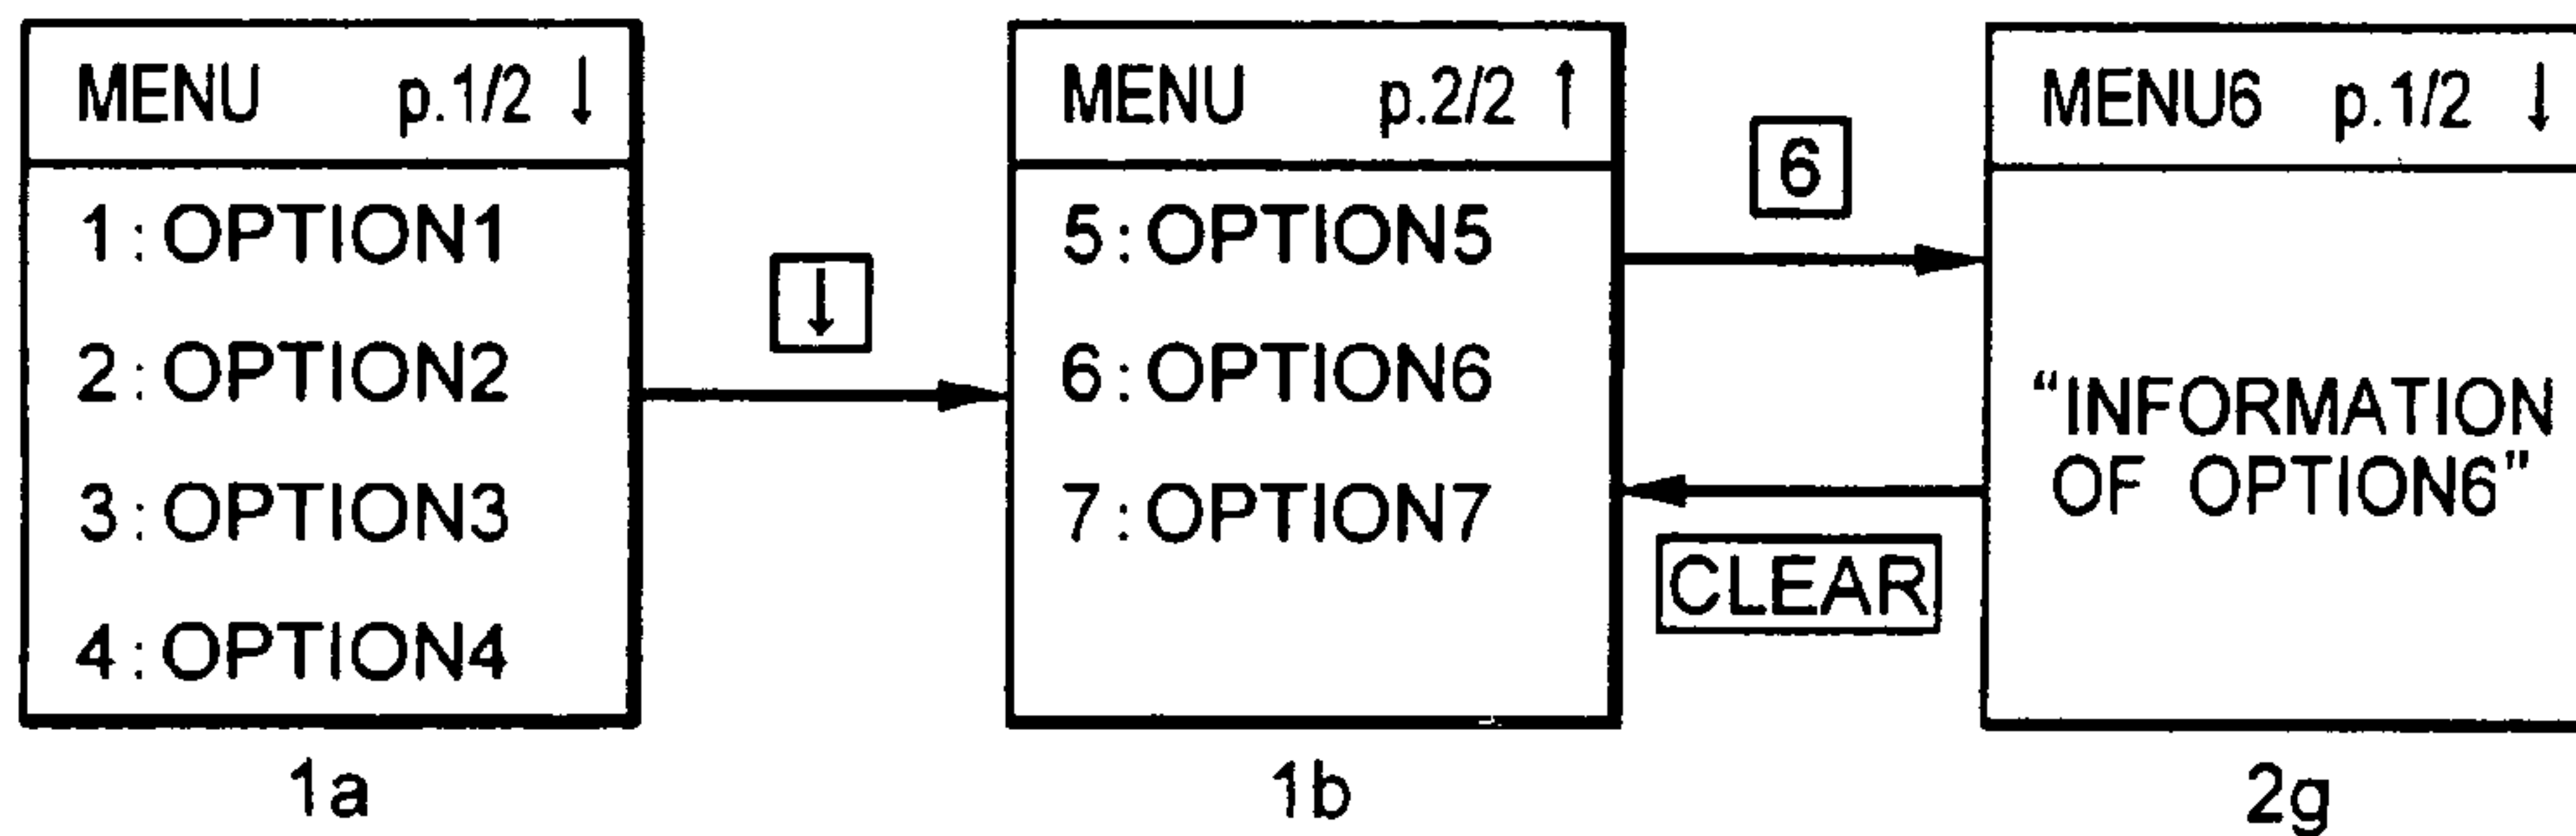 MENU p.1/2 ↓
1:OPTION1
2:OPTION2
3:OPTION3
4:OPTION4
1a
↓
MENU p.2/2 ↑
5:OPTION5
6:OPTION6
7:OPTION7
1b
6
CLEAR
MENU6 p.1/2 ↓
“INFORMATION
OF OPTION6”
2g